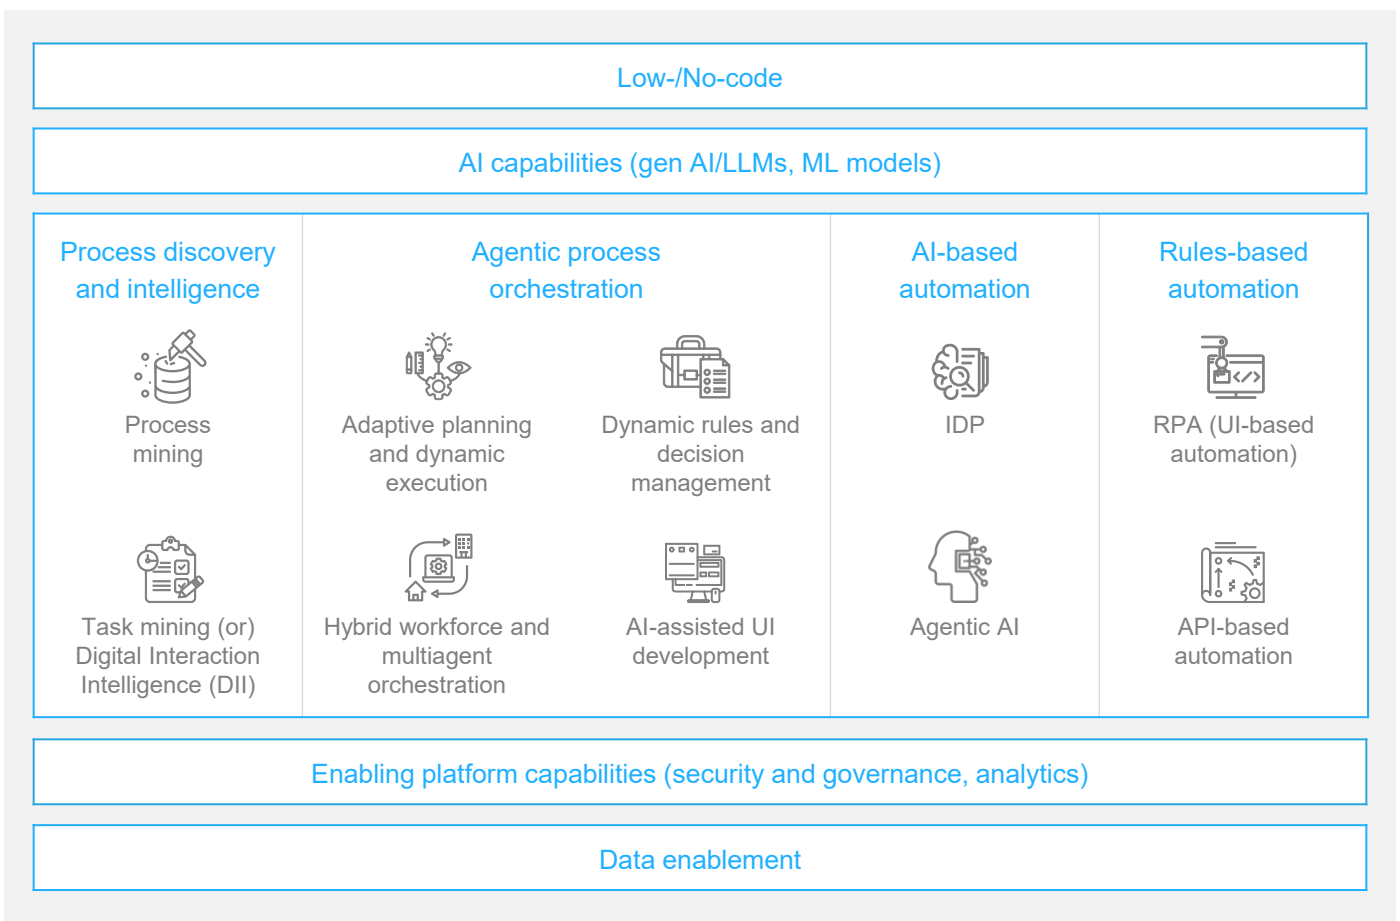 Low-/No-code
AI capabilities (gen AI/LLMs, ML models)
Process discovery
and intelligence
Process
mining
Task mining (or)
Digital Interaction
Intelligence (DII)
Agentic process
orchestration
Adaptive planning
and dynamic
execution
Dynamic rules and
decision
management
Hybrid workforce and
multiagent
orchestration
AI-assisted UI
development
AI-based
automation
IDP
Agentic AI
Rules-based
automation
RPA (UI-based
automation)
API-based
automation
Enabling platform capabilities (security and governance, analytics)
Data enablement